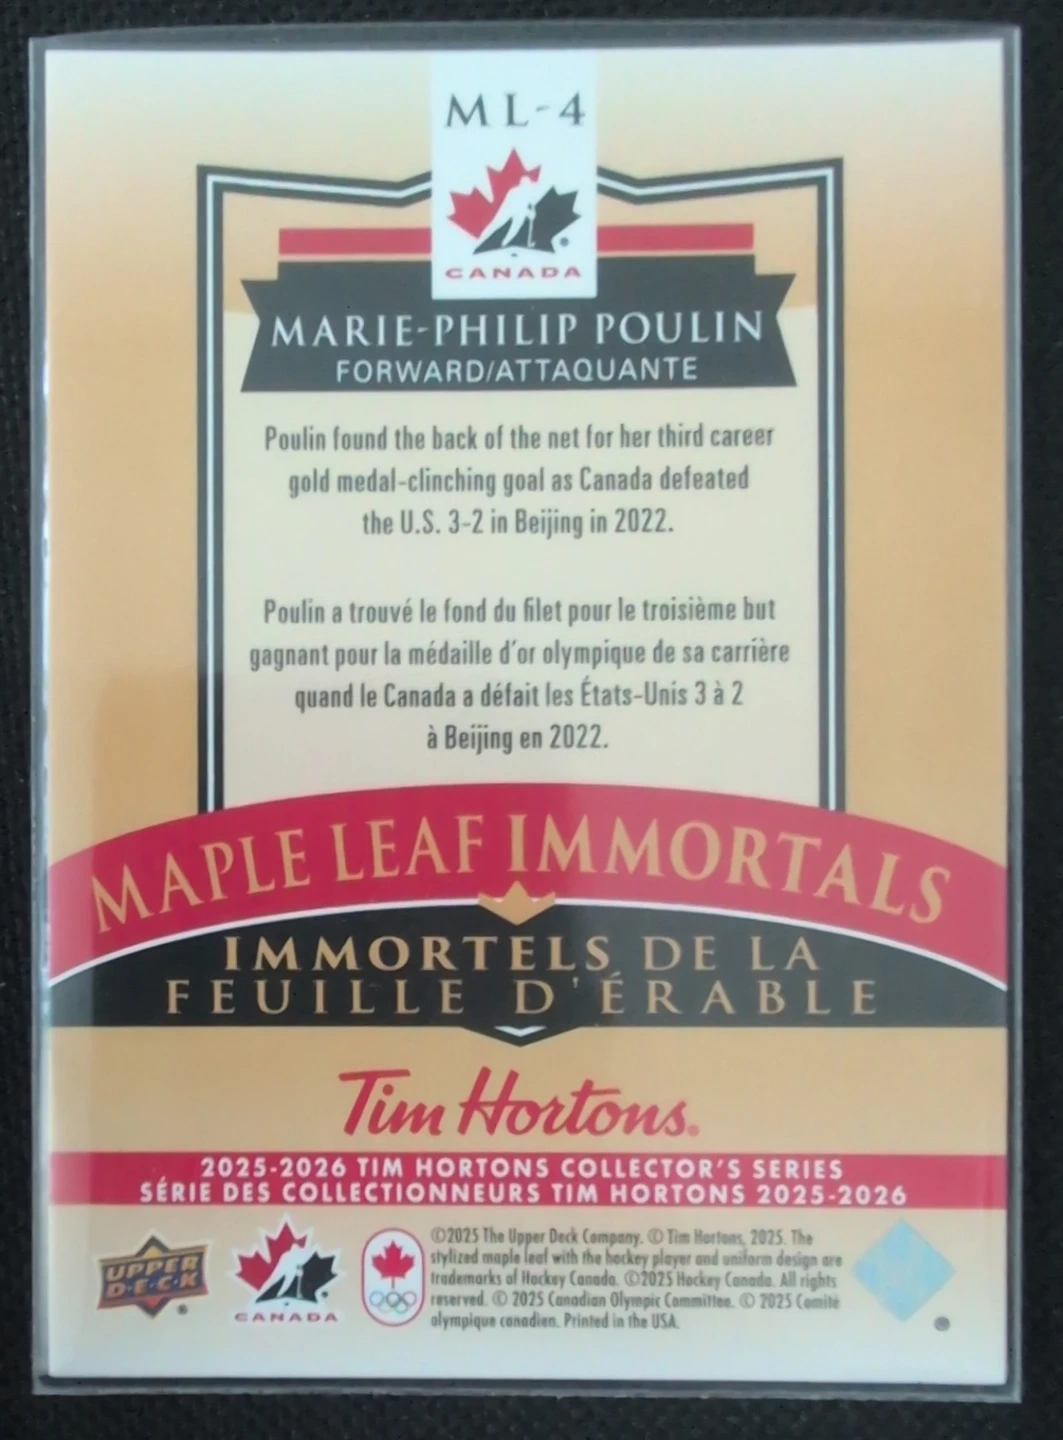 ML-4
CANADA
MARIE-PHILIP POULIN
FORWARD/ATTAQUANTE
Poulin found the back of the net for her third career
gold medal-clinching goal as Canada defeated
the U.S. 3-2 in Beijing in 2022.
Poulin a trouvé le fond du filet pour le troisième but
gagnant pour la médaille d'or olympique de sa carrière
quand le Canada a défait les États-Unis 3 à 2
à Beijing en 2022.
MAPLE LEAF IMMORTALS
IMMORTELS DE LA
FEUILLE D'ÉRABLE
Tim Hortons.
2025-2026 TIM HORTONS COLLECTOR'S SERIES
SÉRIE DES COLLECTIONNEURS TIM HORTONS 2025-2026
UPPER
D·E·C·K
®
CANADA
©2025 The Upper Deck Company. © Tim Hortons, 2025. The
stylized maple leaf with the hockey player and uniform design are
trademarks of Hockey Canada. ©2025 Hockey Canada. All rights
reserved. © 2025 Canadian Olympic Committee. © 2025 Comité
olympique canadien. Printed in the USA.